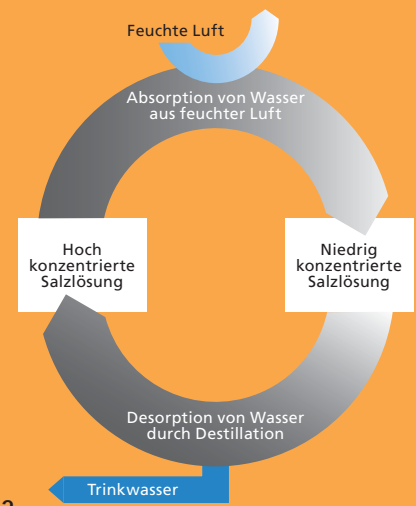 Feuchte Luft
Absorption von Wasser
aus feuchter Luft
Hoch
konzentrierte
Salzlösung
Niedrig
konzentrierte
Salzlösung
Desorption von Wasser
durch Destillation
Trinkwasser